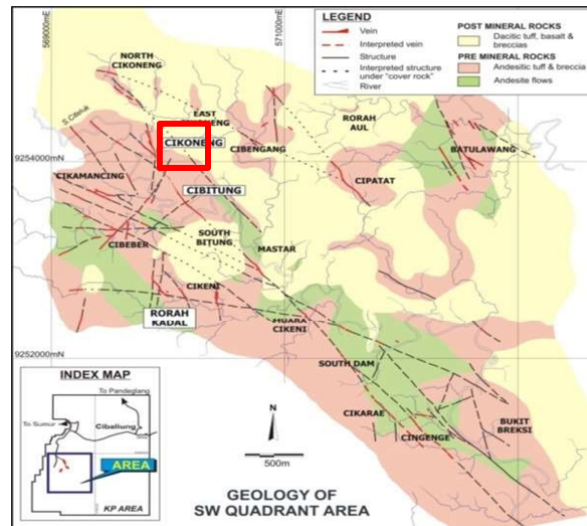 569000mE
571000mE
9254000mN
9252000mN
LEGEND
Vein
Interpreted vein
Structure
Interpreted structure
under "cover rock"
River
POST MINERAL ROCKS
Dacitic tuff, basalt &
breccias
PRE MINERAL ROCKS
Andesitic tuff & breccia
Andesite flows
NORTH
CIKONENG
EAST
CIKONENG
RORAH
AUL
BATULAWANG
CIBENGANG
CIKAMANCING
CIPATAT
CIBITUNG
SOUTH
BITUNG
CIBEBER
MASTAR
CIKENI
RORAH
KADAL
MUARA
CIKENI
SOUTH DAM
CIKARAE
CINGENGE
BUKIT
BREKSI
INDEX MAP
To Pandeglang
To Sumur
Cibaliung
AREA
KP AREA
N
500m
GEOLOGY OF
SW QUADRANT AREA